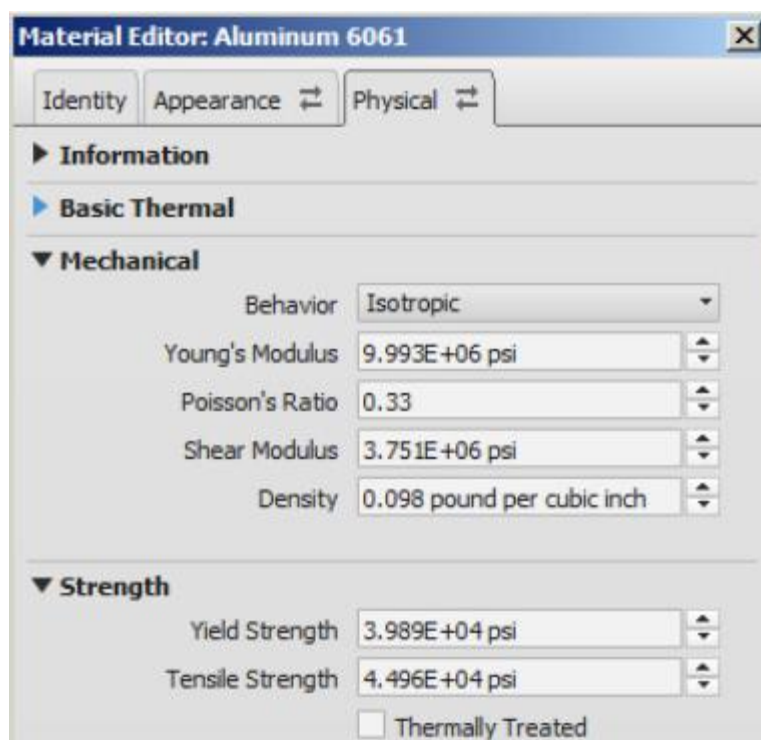 Material Editor: Aluminum 6061
Identity Appearance Physical
Information
Basic Thermal
Mechanical
Behavior Isotropic
Young's Modulus 9.993E+06 psi
Poisson's Ratio 0.33
Shear Modulus 3.751E+06 psi
Density 0.098 pound per cubic inch
Strength
Yield Strength 3.989E+04 psi
Tensile Strength 4.496E+04 psi
Thermally Treated